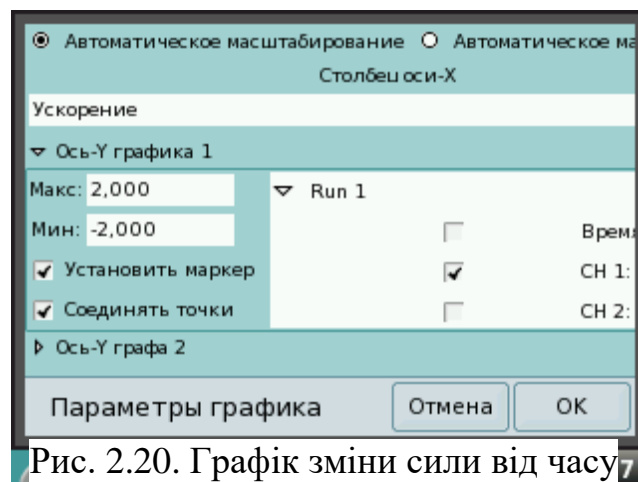 Автоматическое масштабирование Автоматическое ма
Столбец оси-X
Ускорение
Ось-Y графика 1
Макс: 2,000
Run 1
Мин: -2,000
Время
Установить маркер
CH 1:
Соединять точки
CH 2:
Ось-Y графа 2
Параметры графика
Отмена
OK
Рис. 2.20. Графік зміни сили від часу
7